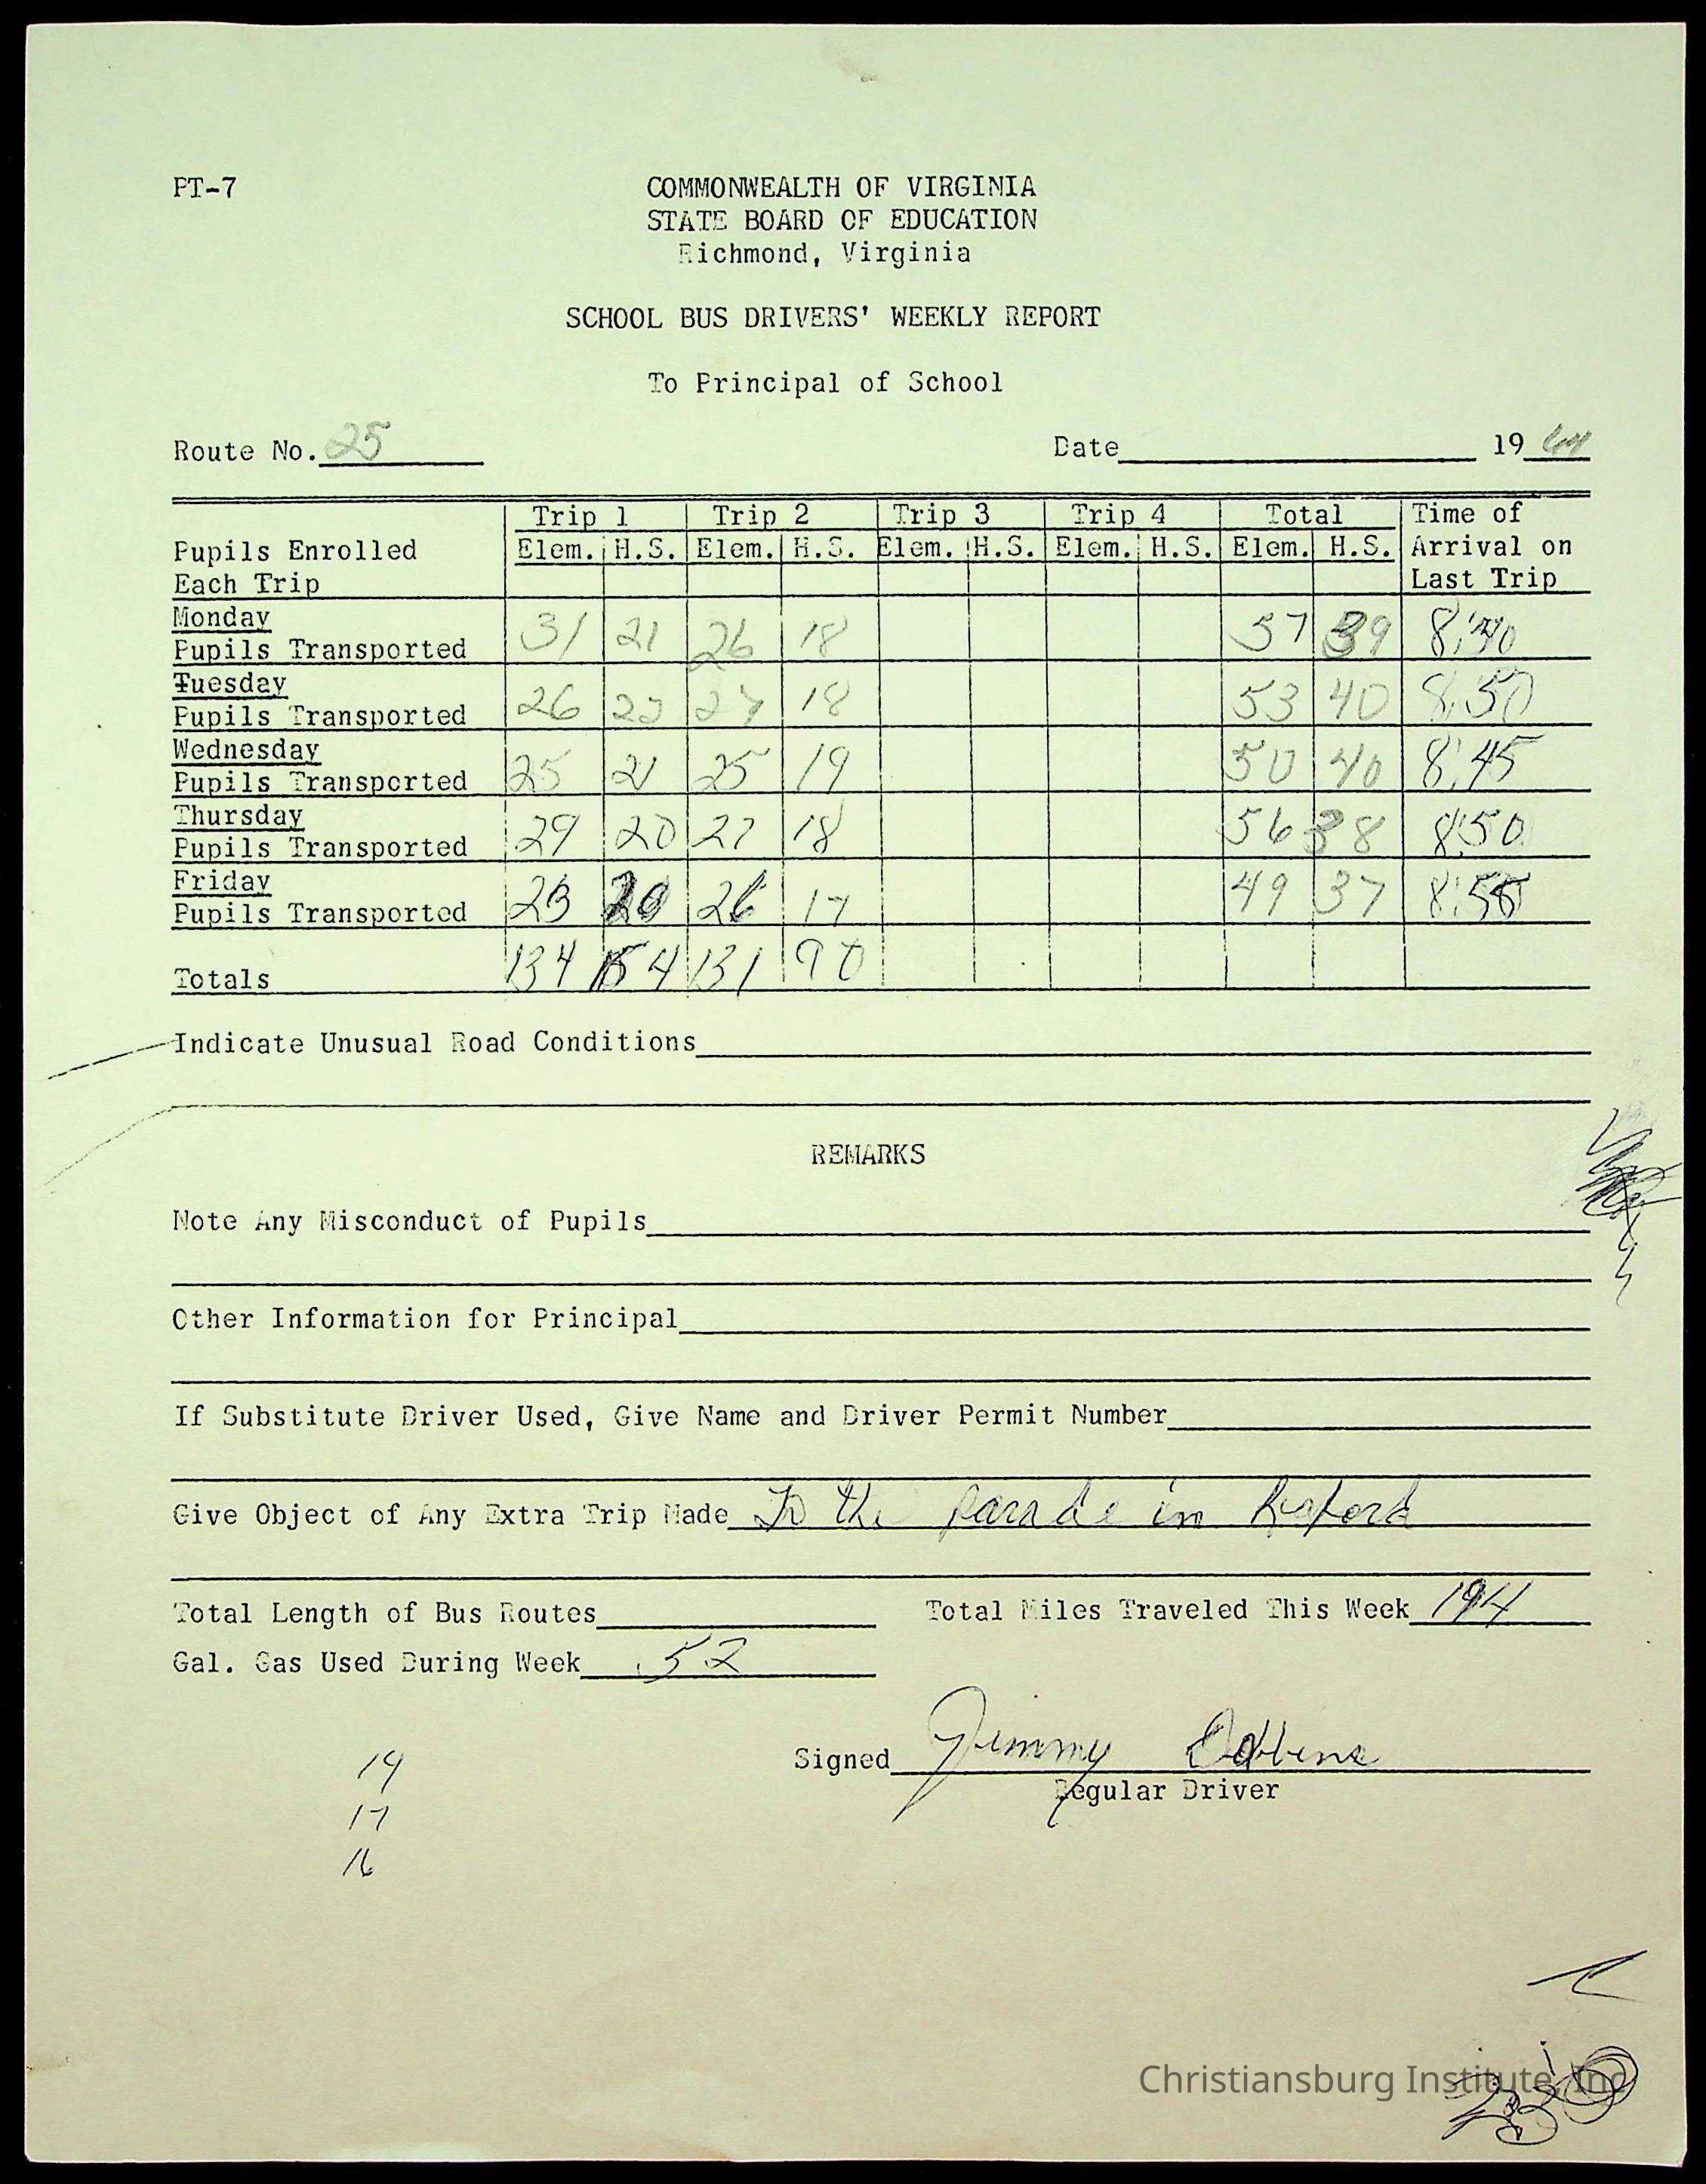 PT-7
COMMONWEALTH OF VIRGINIA
STATE BOARD OF EDUCATION
Richmond, Virginia
SCHOOL BUS DRIVERS' WEEKLY REPORT
To Principal of School
Route No. 25 Date 19 64
Trip 1 Trip 2 Trip 3 Trip 4 Total Time of
Pupils Enrolled Elem. H.S. Elem. H.S. Elem. H.S. Elem. H.S. Elem. H.S. Arrival on
Each Trip Last Trip
Monday
Pupils Transported 31 21 26 18 57 39 8:40
Tuesday
Pupils Transported 26 22 27 18 53 40 8:50
Wednesday
Pupils Transported 25 21 25 19 50 40 8:45
Thursday
Pupils Transported 29 20 27 18 56 38 8:50
Friday
Pupils Transported 23 20 26 17 49 37 8:55
Totals 134 131 90
Indicate Unusual Road Conditions
REMARKS
Note Any Misconduct of Pupils
Other Information for Principal
If Substitute Driver Used, Give Name and Driver Permit Number
Give Object of Any Extra Trip Made To the parade in
Total Length of Bus Routes Total Miles Traveled This Week 194
Gal. Gas Used During Week 52
Signed Jimmy
Regular Driver
19
17
16
Christiansburg Institute, Inc